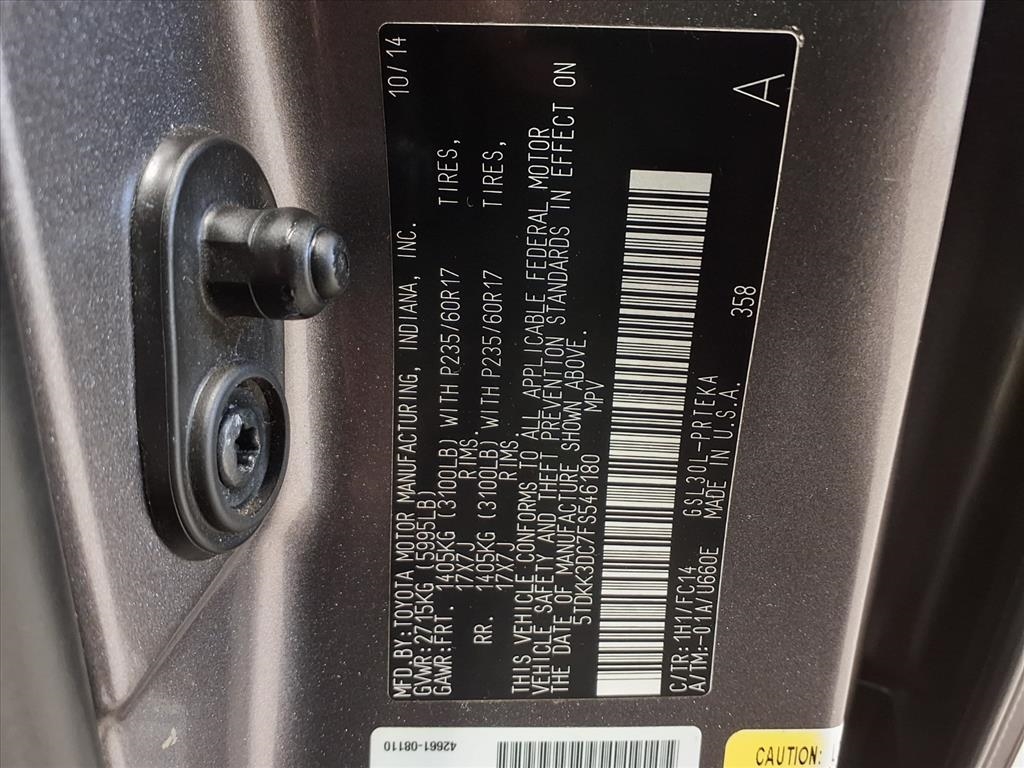 MFD.BY:TOYOTA MOTOR MANUFACTURING, INDIANA, INC. 10/14
GVWR:2715KG (5995LB)
GAWR:FRT. 1405KG (3100LB) WITH P235/60R17 TIRES,
17X7J RIMS,
RR. 1405KG (3100LB) WITH P235/60R17 TIRES,
17X7J RIMS.
THIS VEHICLE CONFORMS TO ALL APPLICABLE FEDERAL MOTOR
VEHICLE SAFETY AND THEFT PREVENTION STANDARDS IN EFFECT ON
THE DATE OF MANUFACTURE SHOWN ABOVE.
5TDKK3DC7FS546180 MPV
C/TR:1H1/FC14 GSL30L-PRTEKA 358 A
A/TM:-01A/U660E MADE IN U.S.A.
42661-08110
CAUTION: